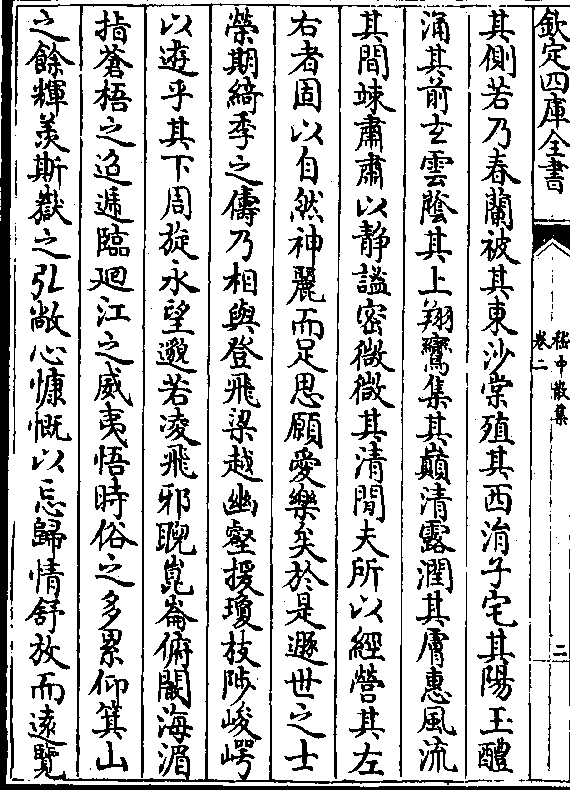 欽定四庫全書
嵇中散集
卷二
二
其側若乃春蘭被其東沙棠殖其西涓子宅其陽玉醴
涌其前玄雲蔭其上翔鸞集其巔清露潤其膚惠風流
其間竦肅肅以静謐密微微其清閒夫所以經營其左
右者固以自然神麗而足思願愛樂矣於是遯世之士
榮期綺季之儔乃相與登飛梁越幽壑援瓊枝陟峻崿
以遊乎其下周旋永望邈若凌飛邪睨崑崙俯闞海湄
指蒼梧之迢遞臨迴江之威夷悟時俗之多累仰箕山
之餘輝羨斯嶽之弘敞心慷慨以忘歸情舒放而遠覽